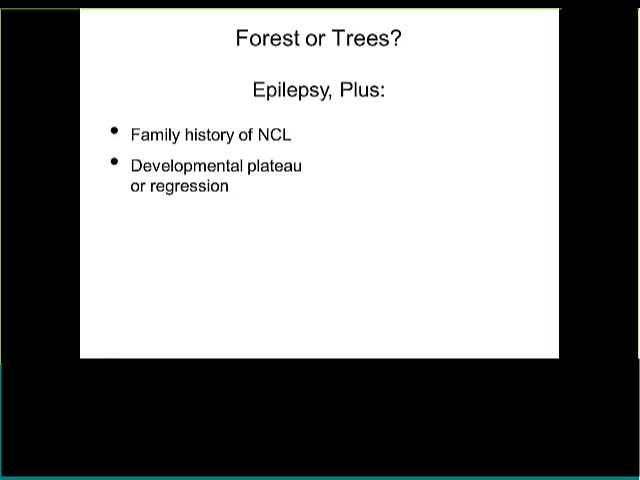 Forest or Trees?
Epilepsy, Plus:
• Family history of NCL
• Developmental plateau
or regression